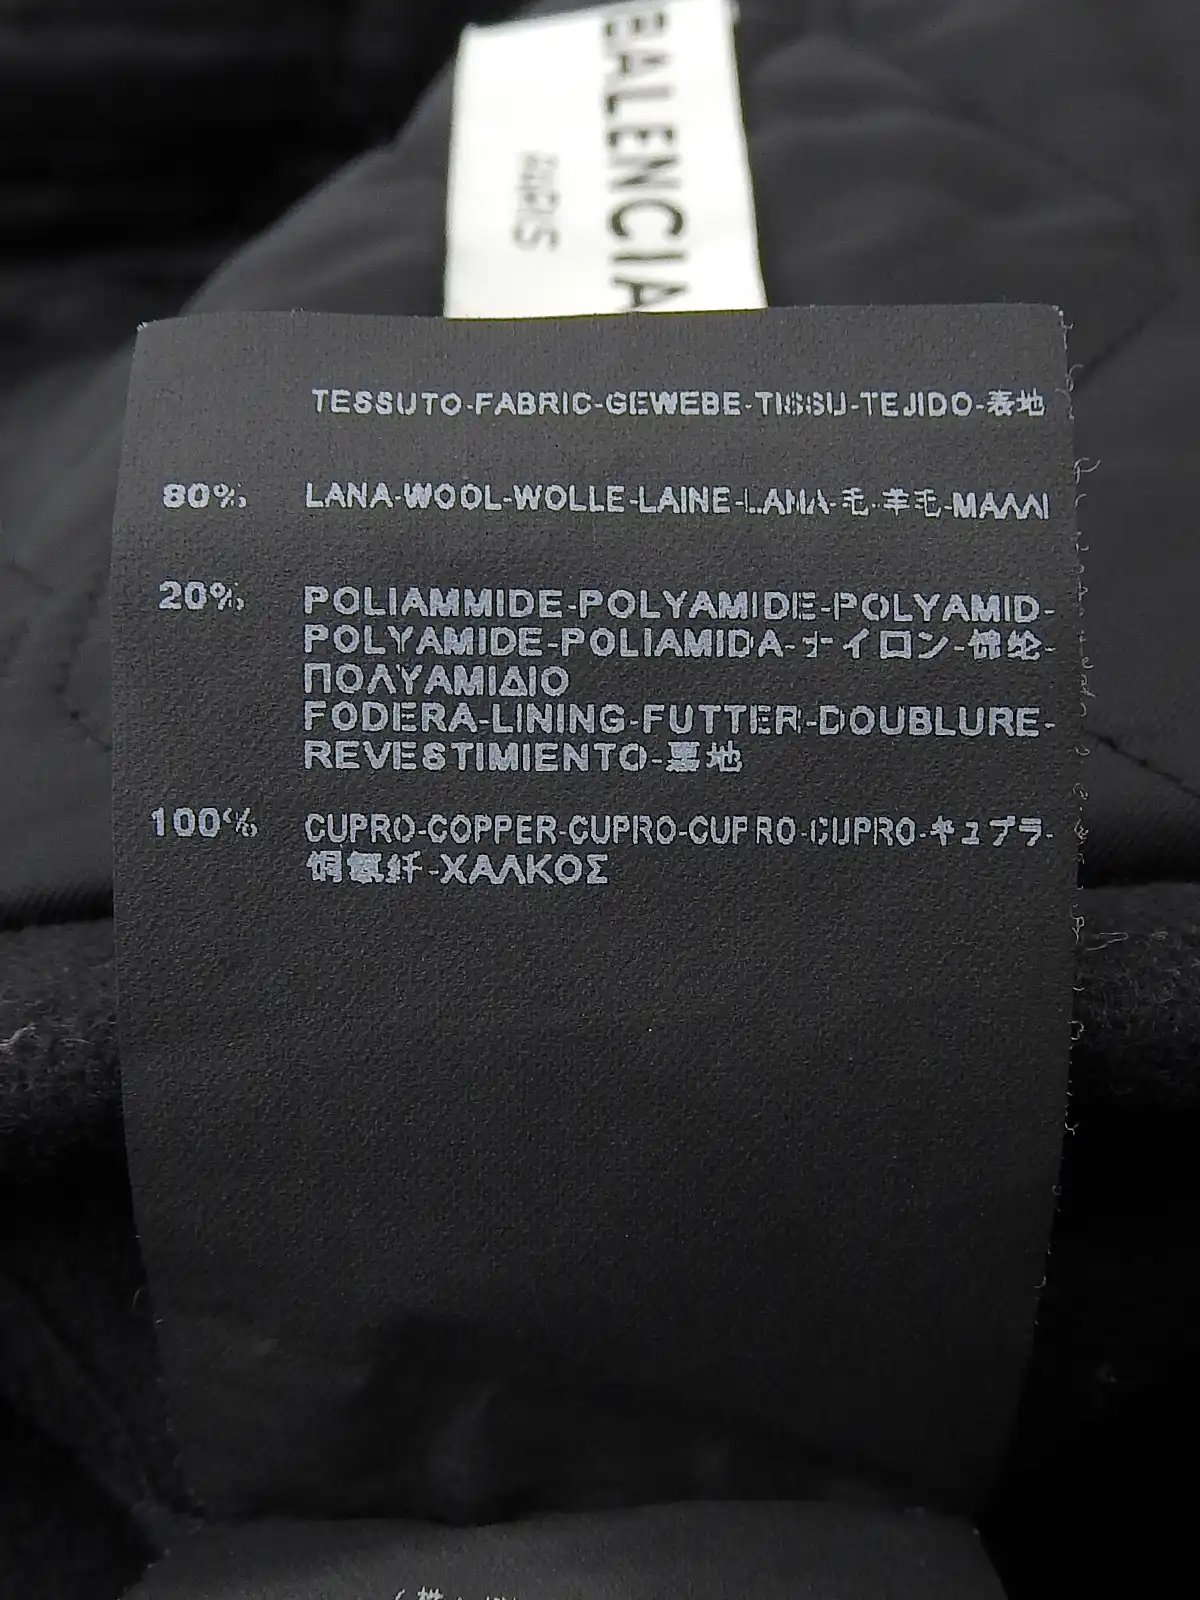 BALENCIA
PARIS
TESSUTO-FABRIC-GEWEBE-TISSU-TEJIDO-表地
80% LANA-WOOL-WOLLE-LAINE-LANA-毛-羊毛-ΜΑΛΛΙ
20% POLIAMMIDE-POLYAMIDE-POLYAMID-
POLYAMIDE-POLIAMIDA-ナイロン-锦纶-
ΠΟΛΥΑΜΙΔΙΟ
FODERA-LINING-FUTTER-DOUBLURE-
REVESTIMIENTO-裏地
100% CUPRO-COPPER-CUPRO-CUPRO-CUPRO-キュプラ-
铜氨纤-ΧΑΛΚΟΣ